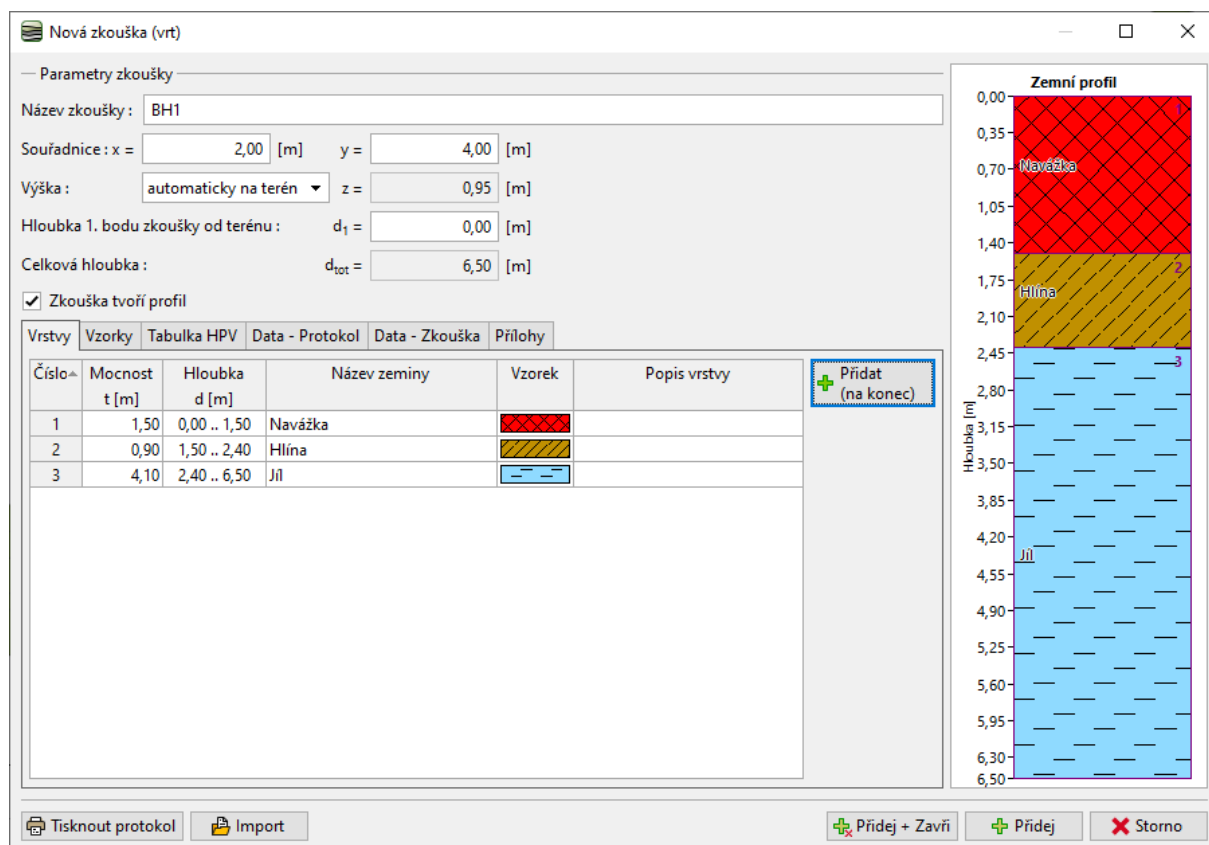 Nová zkouška (vrt)
Parametry zkoušky
Název zkoušky : BH1
Souřadnice : x = 2,00 [m] y = 4,00 [m]
Výška : automaticky na terén z = 0,95 [m]
Hloubka 1. bodu zkoušky od terénu : d1 = 0,00 [m]
Celková hloubka : dtot = 6,50 [m]
Zkouška tvoří profil
Vrstvy Vzorky Tabulka HPV Data - Protokol Data - Zkouška Přílohy
Číslo Mocnost Hloubka Název zeminy Vzorek Popis vrstvy
t [m] d [m]
1 1,50 0,00 .. 1,50 Navážka
2 0,90 1,50 .. 2,40 Hlína
3 4,10 2,40 .. 6,50 Jíl
Přidat
(na konec)
Zemní profil
0,00
1
0,35
0,70
Navážka
1,05
1,40
2
1,75
Hlína
2,10
2,45
3
2,80
Hloubka [m]
3,15
3,50
3,85
4,20
Jíl
4,55
4,90
5,25
5,60
5,95
6,30
6,50
Tisknout protokol Import Přidej + Zavři Přidej Storno